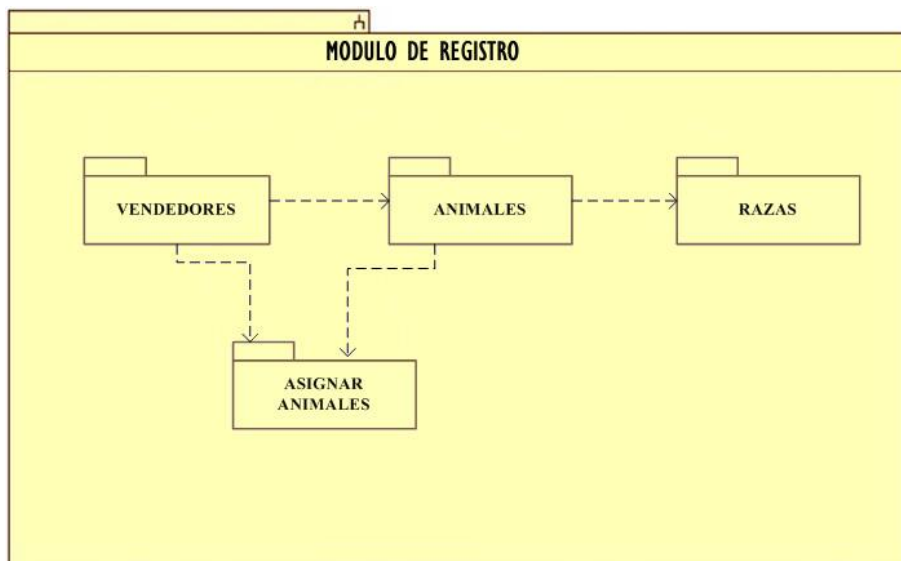 MODULO DE REGISTRO
VENDEDORES
ANIMALES
RAZAS
ASIGNAR
ANIMALES